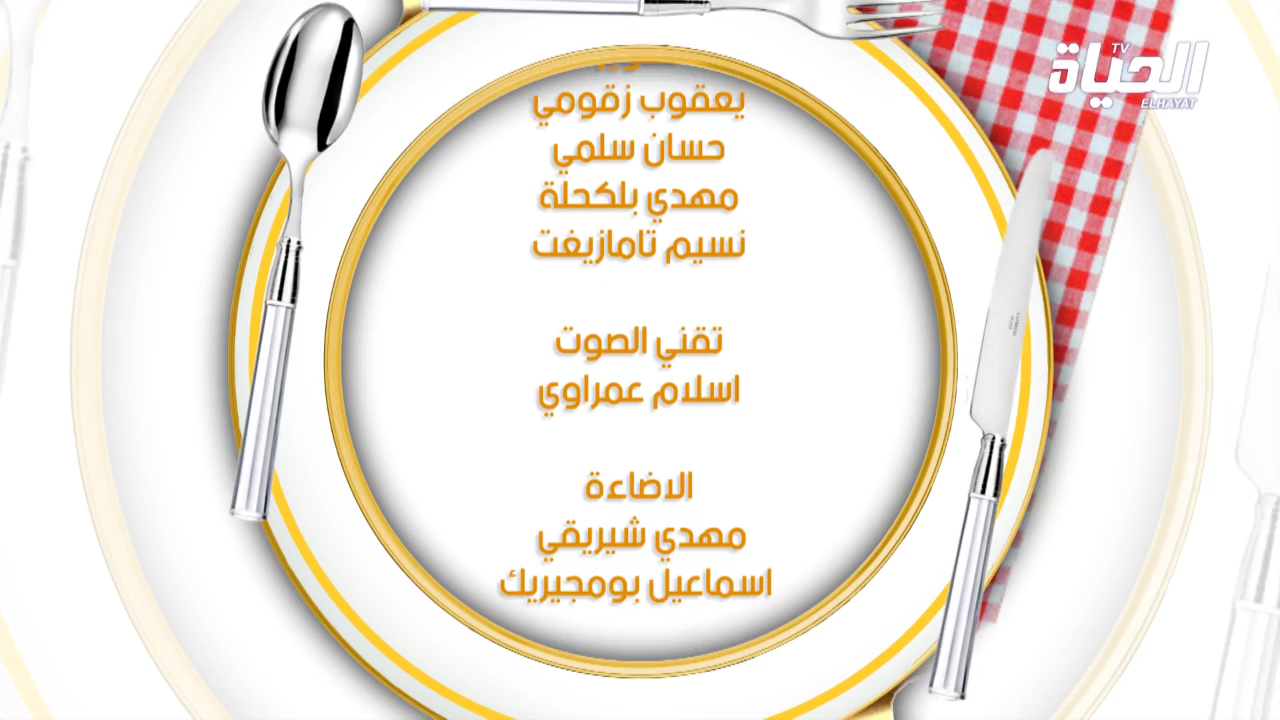 الحياة
TV
ELHAYAT
يعقوب زقومي
حسان سلمي
مهدي بلكحلة
نسيم تامازيغت
تقني الصوت
اسلام عمراوي
الاضاءة
مهدي شيريقي
اسماعيل بومجيريك